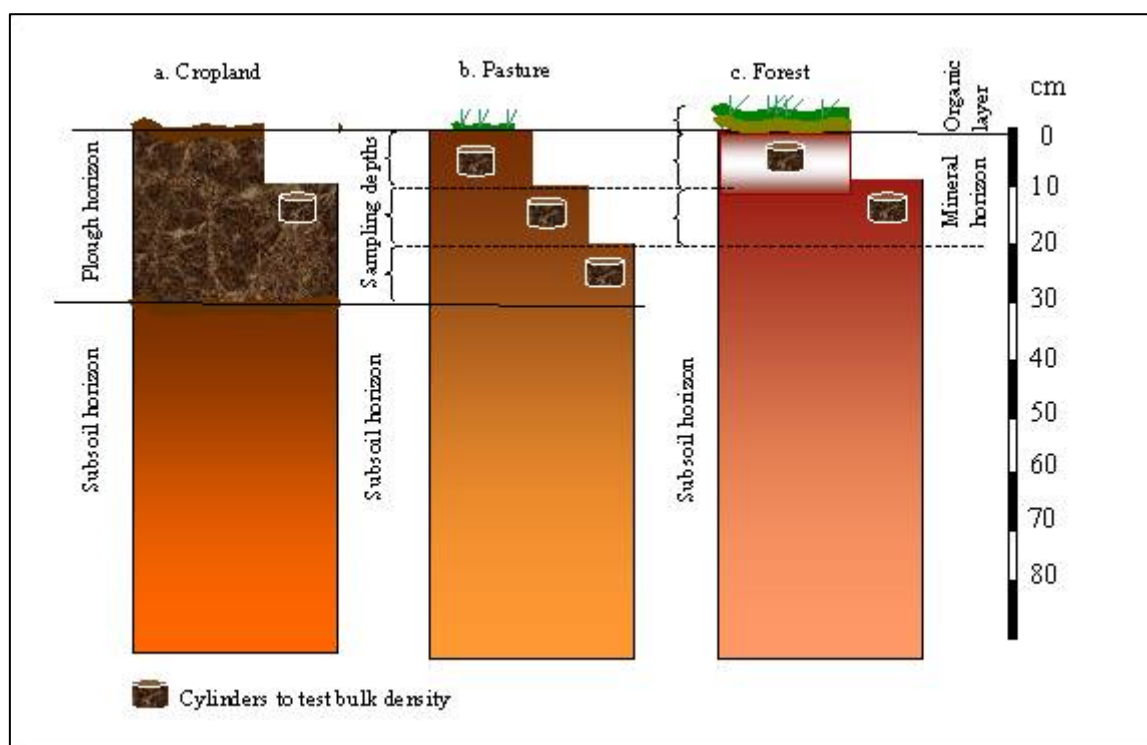 a. Cropland
b. Pasture
c. Forest
Organic
layer
cm
0
10
20
30
40
50
60
70
80
Mineral
horizon
Plough horizon
Sampling depths
Subsoil horizon
Subsoil horizon
Subsoil horizon
Cylinders to test bulk density